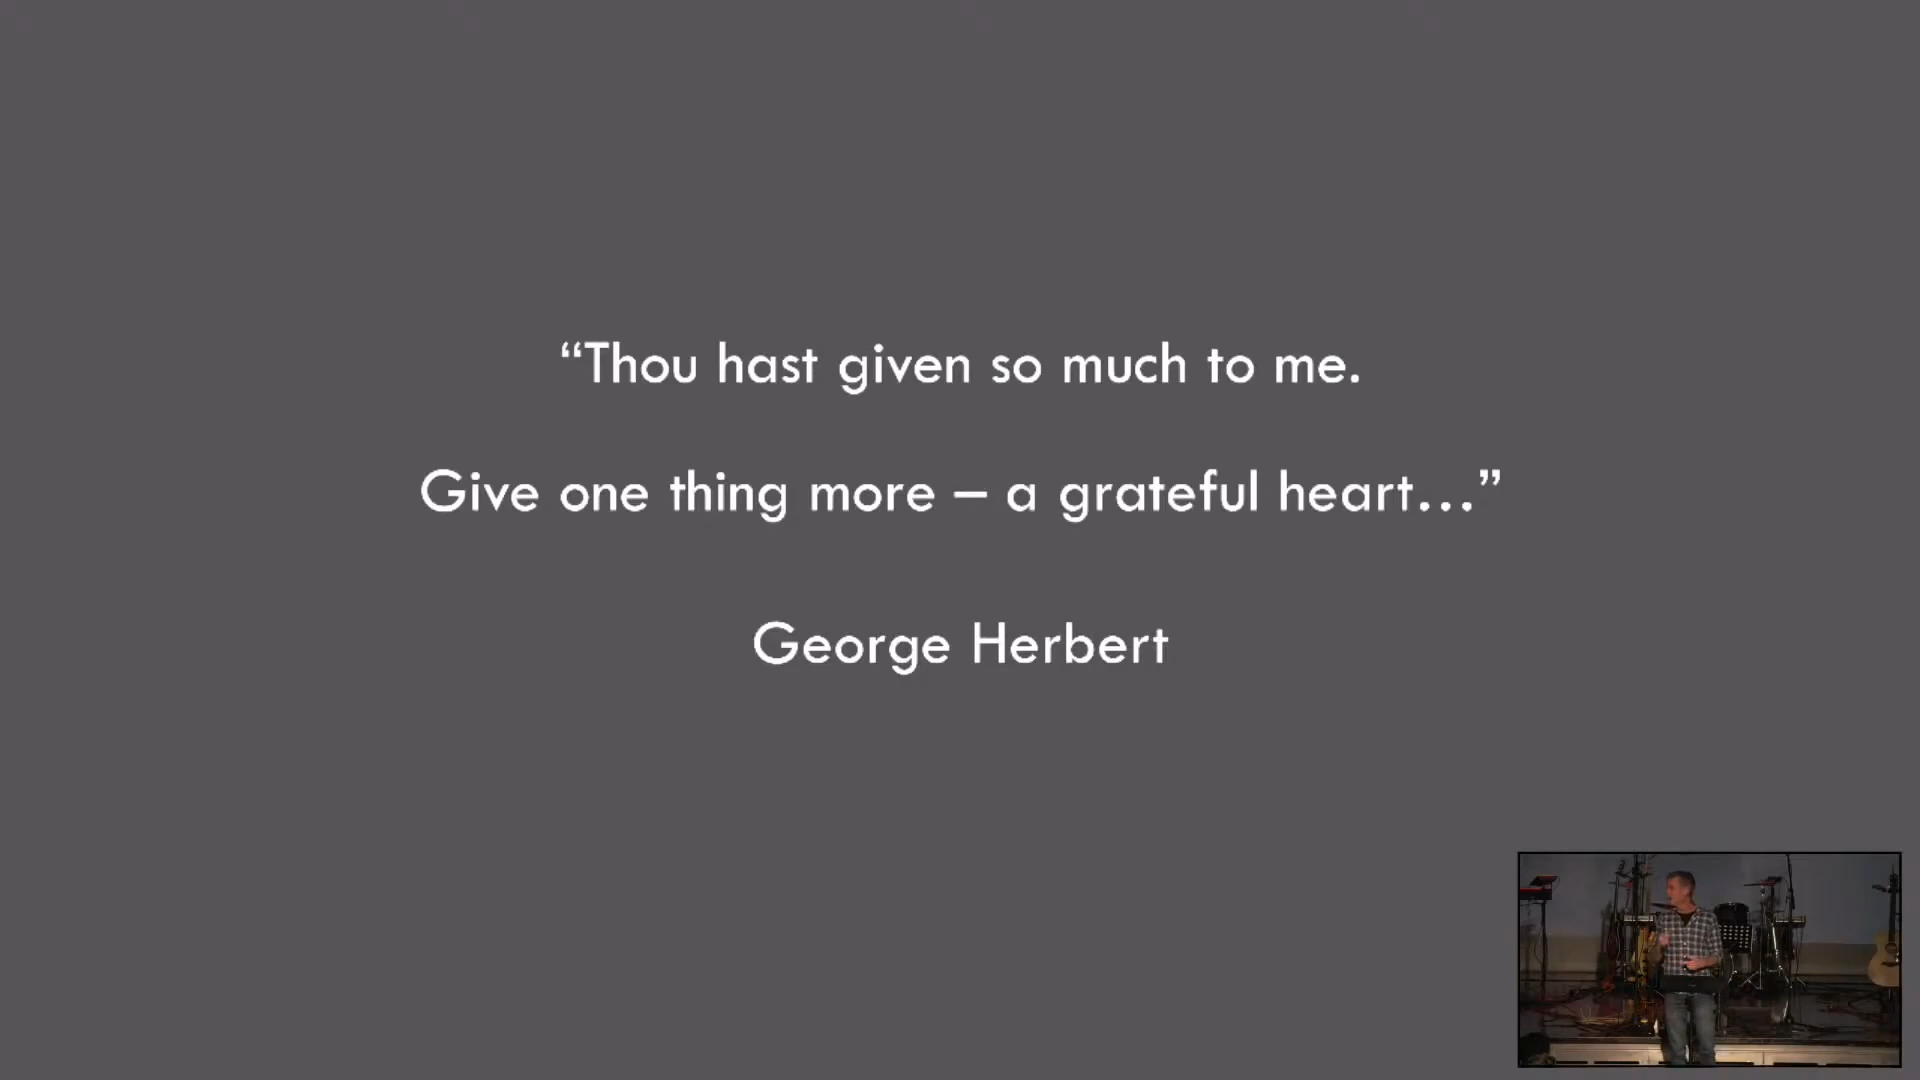 “Thou hast given so much to me.
Give one thing more – a grateful heart…”
George Herbert